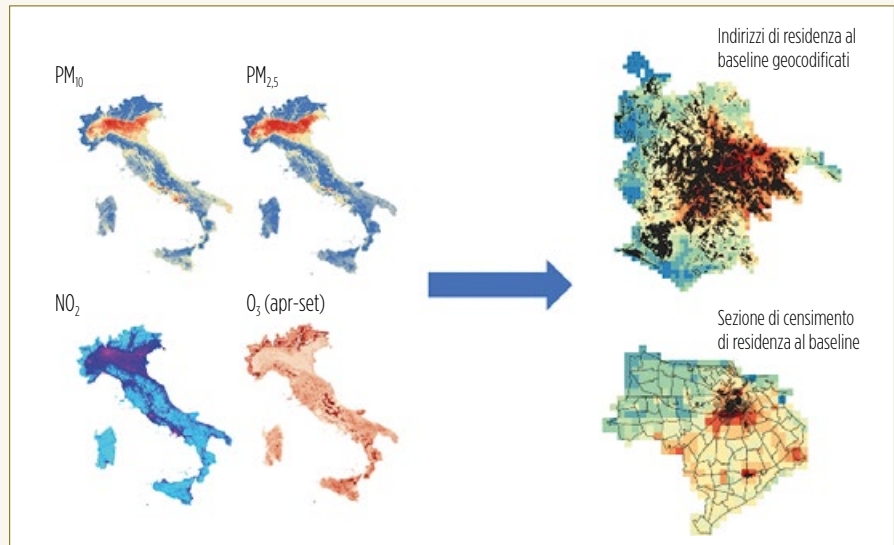 PM₁₀
PM₂,₅
NO₂
O₃ (apr-set)
Indirizzi di residenza al
baseline geocodificati
Sezione di censimento
di residenza al baseline